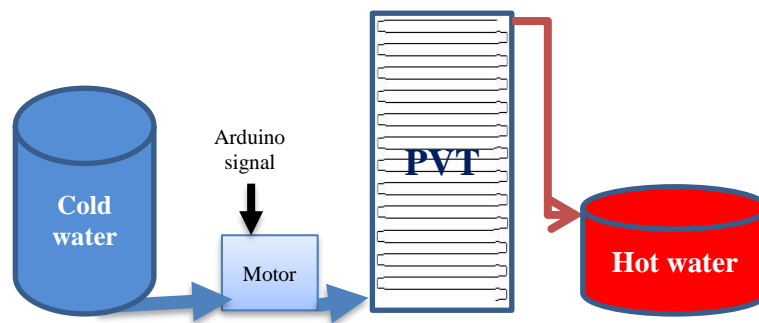 Cold
water
Arduino
signal
Motor
PVT
Hot water